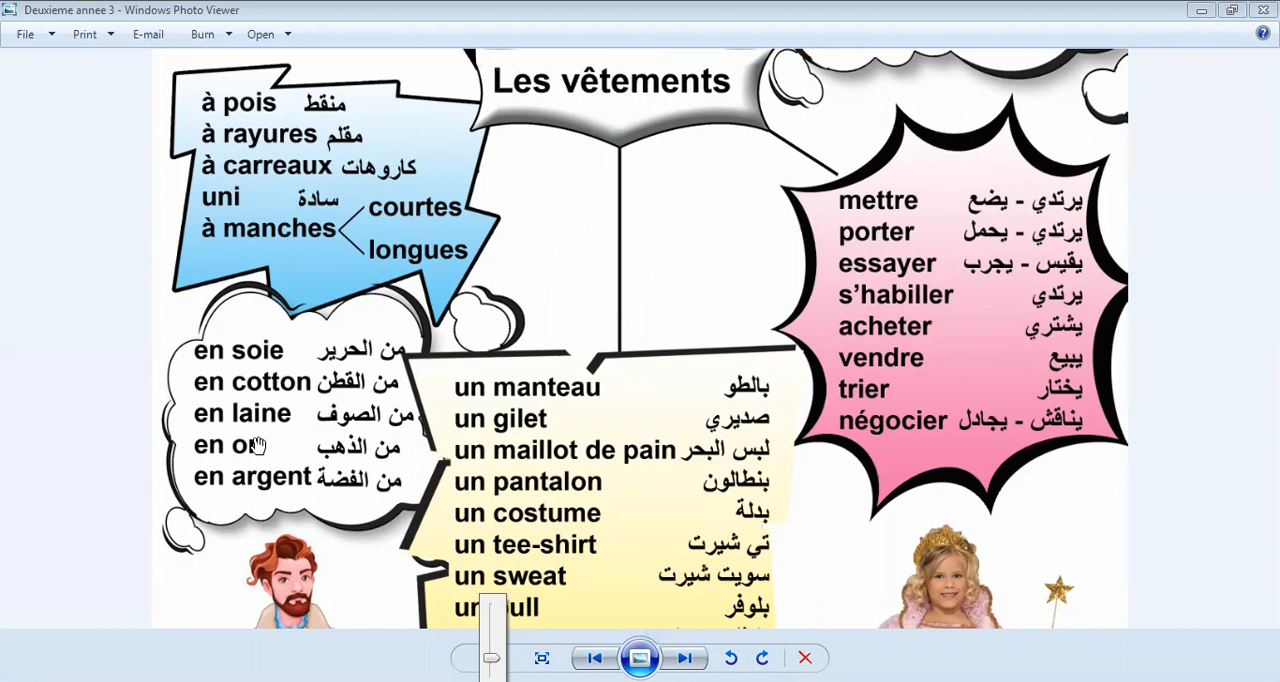 Deuxieme annee 3 - Windows Photo Viewer
File Print E-mail Burn Open
Les vêtements
à pois منقط
à rayures مقلم
à carreaux كاروهات
uni سادة
à manches
courtes
longues
en soie من الحرير
en cotton من القطن
en laine من الصوف
en من الذهب
en argent من الفضة
un manteau بالطو
un gilet صديري
un maillot de pain لبس البحر
un pantalon بنطالون
un costume بدلة
un tee-shirt تي شيرت
un sweat سويت شيرت
بلوفر
mettre يرتدي - يضع
porter يرتدي - يحمل
essayer يقيس - يجرب
s’habiller يرتدي
acheter يشتري
vendre يبيع
trier يختار
négocier يناقش - يجادل